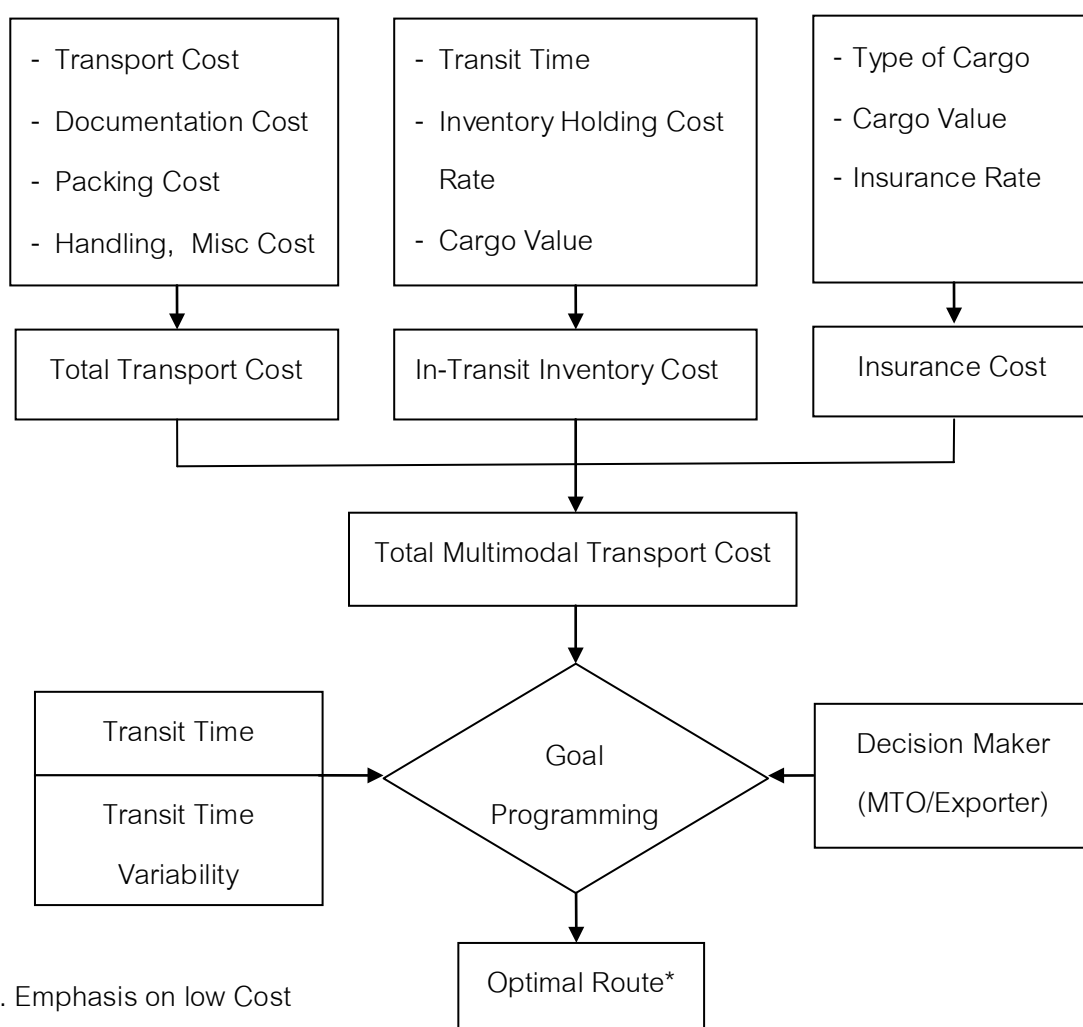 - Transport Cost
- Documentation Cost
- Packing Cost
- Handling, Misc Cost
- Transit Time
- Inventory Holding Cost
Rate
- Cargo Value
- Type of Cargo
- Cargo Value
- Insurance Rate
Total Transport Cost
In-Transit Inventory Cost
Insurance Cost
Total Multimodal Transport Cost
Transit Time
Transit Time
Variability
Goal
Programming
Decision Maker
(MTO/Exporter)
Optimal Route*
. Emphasis on low Cost